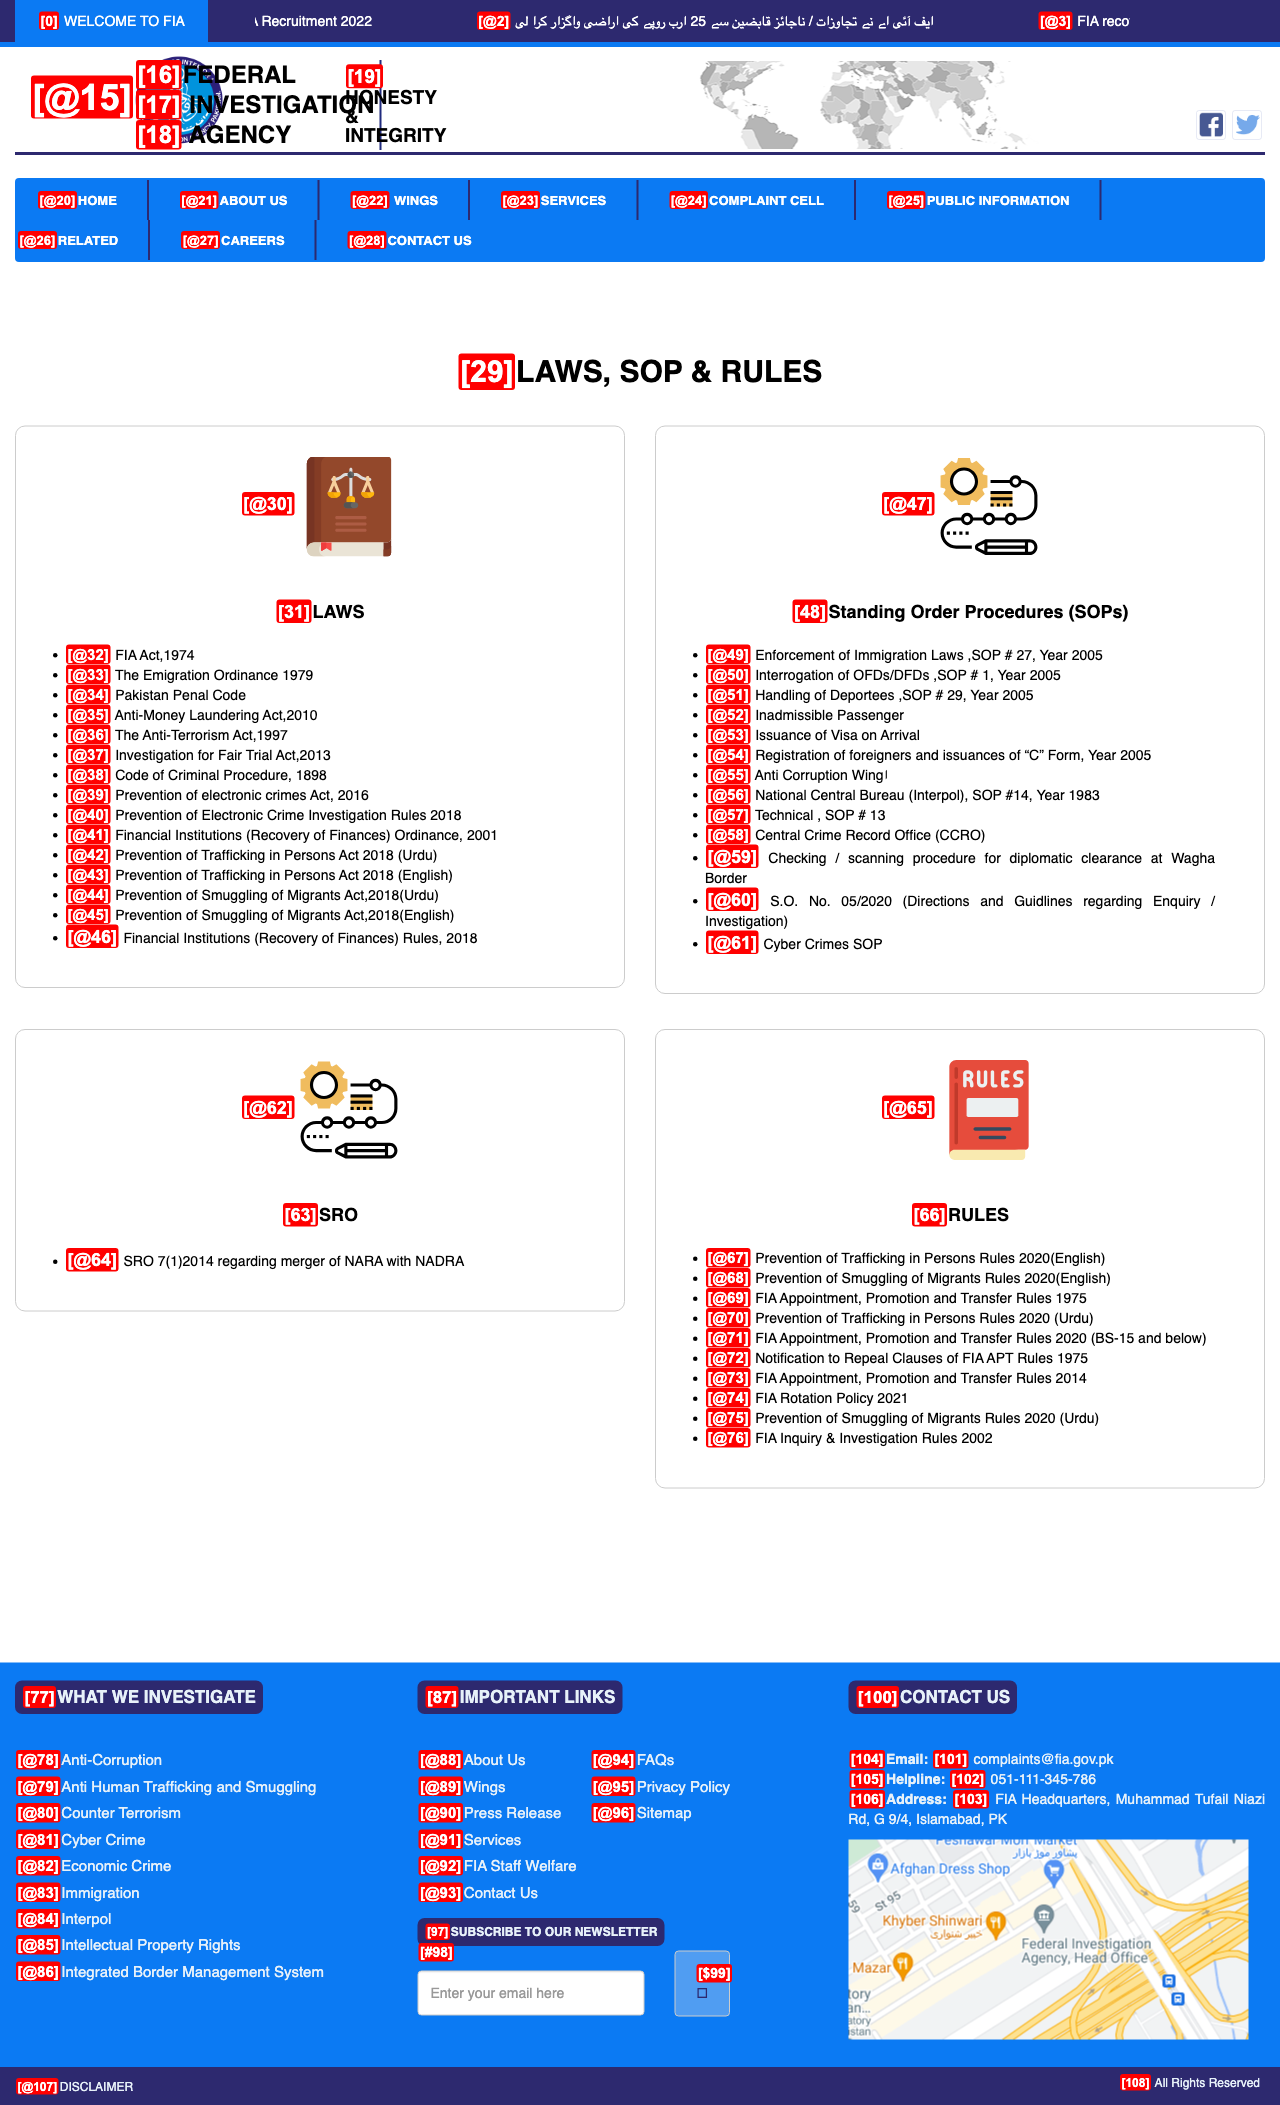 [0] WELCOME TO FIA
Recruitment 2022
[@2] ایف آئی اے نے تجاوزات / ناجائز قابضین سے 25 ارب روپے کی اراضی واگزار کرا لی
[@3] FIA reco
[@15]
[16]FEDERAL
[17] INVESTIGATION
[18] AGENCY
[19]
HONESTY
&
INTEGRITY
[@20] HOME
[@21] ABOUT US
[@22] WINGS
[@23] SERVICES
[@24] COMPLAINT CELL
[@25] PUBLIC INFORMATION
[@26] RELATED
[@27] CAREERS
[@28] CONTACT US
[29] LAWS, SOP & RULES
[@30]
[31] LAWS
[@32] FIA Act,1974
[@33] The Emigration Ordinance 1979
[@34] Pakistan Penal Code
[@35] Anti-Money Laundering Act,2010
[@36] The Anti-Terrorism Act,1997
[@37] Investigation for Fair Trial Act,2013
[@38] Code of Criminal Procedure, 1898
[@39] Prevention of electronic crimes Act, 2016
[@40] Prevention of Electronic Crime Investigation Rules 2018
[@41] Financial Institutions (Recovery of Finances) Ordinance, 2001
[@42] Prevention of Trafficking in Persons Act 2018 (Urdu)
[@43] Prevention of Trafficking in Persons Act 2018 (English)
[@44] Prevention of Smuggling of Migrants Act,2018(Urdu)
[@45] Prevention of Smuggling of Migrants Act,2018(English)
[@46] Financial Institutions (Recovery of Finances) Rules, 2018
[@47]
[48] Standing Order Procedures (SOPs)
[@49] Enforcement of Immigration Laws ,SOP # 27, Year 2005
[@50] Interrogation of OFDs/DFDs ,SOP # 1, Year 2005
[@51] Handling of Deportees ,SOP # 29, Year 2005
[@52] Inadmissible Passenger
[@53] Issuance of Visa on Arrival
[@54] Registration of foreigners and issuances of “C” Form, Year 2005
[@55] Anti Corruption Wing।
[@56] National Central Bureau (Interpol), SOP #14, Year 1983
[@57] Technical , SOP # 13
[@58] Central Crime Record Office (CCRO)
[@59] Checking / scanning procedure for diplomatic clearance at Wagha
Border
[@60] S.O. No. 05/2020 (Directions and Guidlines regarding Enquiry /
Investigation)
[@61] Cyber Crimes SOP
[@62]
[63] SRO
[@64] SRO 7(1)2014 regarding merger of NARA with NADRA
[@65]
RULES
[66] RULES
[@67] Prevention of Trafficking in Persons Rules 2020(English)
[@68] Prevention of Smuggling of Migrants Rules 2020(English)
[@69] FIA Appointment, Promotion and Transfer Rules 1975
[@70] Prevention of Trafficking in Persons Rules 2020 (Urdu)
[@71] FIA Appointment, Promotion and Transfer Rules 2020 (BS-15 and below)
[@72] Notification to Repeal Clauses of FIA APT Rules 1975
[@73] FIA Appointment, Promotion and Transfer Rules 2014
[@74] FIA Rotation Policy 2021
[@75] Prevention of Smuggling of Migrants Rules 2020 (Urdu)
[@76] FIA Inquiry & Investigation Rules 2002
[77] WHAT WE INVESTIGATE
[@78] Anti-Corruption
[@79] Anti Human Trafficking and Smuggling
[@80] Counter Terrorism
[@81] Cyber Crime
[@82] Economic Crime
[@83] Immigration
[@84] Interpol
[@85] Intellectual Property Rights
[@86] Integrated Border Management System
[87] IMPORTANT LINKS
[@88] About Us
[@89] Wings
[@90] Press Release
[@91] Services
[@92] FIA Staff Welfare
[@93] Contact Us
[@94] FAQs
[@95] Privacy Policy
[@96] Sitemap
[97] SUBSCRIBE TO OUR NEWSLETTER
[#98]
Enter your email here
[$99]
[100] CONTACT US
[104] Email: [101] complaints@fia.gov.pk
[105] Helpline: [102] 051-111-345-786
[106] Address: [103] FIA Headquarters, Muhammad Tufail Niazi
Rd, G 9/4, Islamabad, PK
Peshawar Morr Market
پشاور موڑ بازار
Afghan Dress Shop
St 95
59
Khyber Shinwari
خیبر شنواری
Federal Investigation
Agency, Head Office
Mazar
[@107] DISCLAIMER
[108] All Rights Reserved